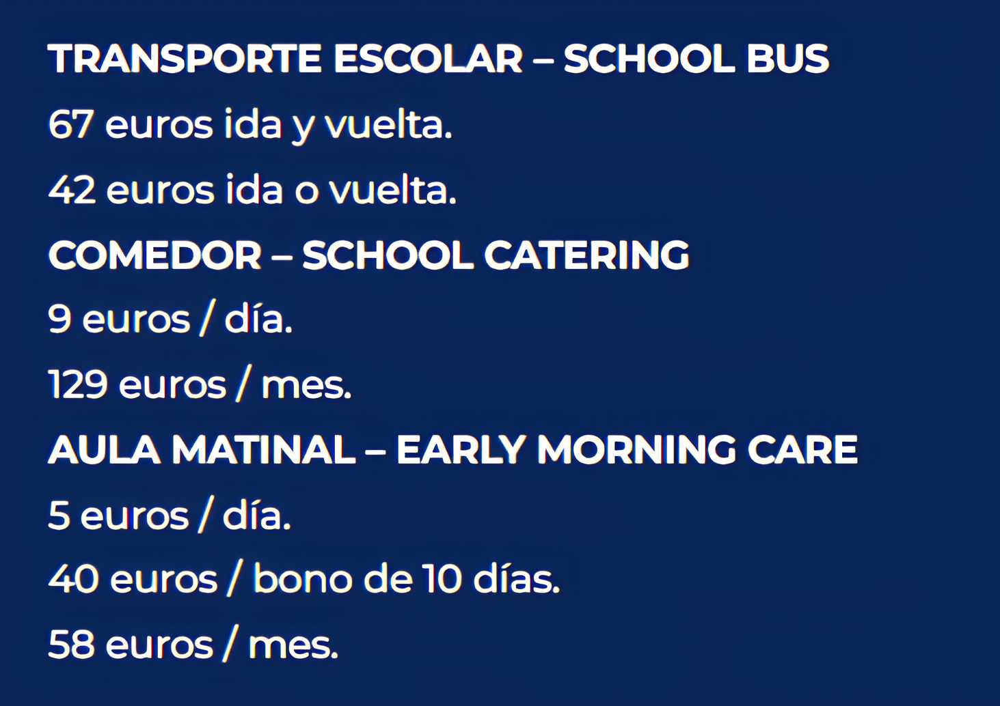 TRANSPORTE ESCOLAR – SCHOOL BUS
67 euros ida y vuelta.
42 euros ida o vuelta.
COMEDOR – SCHOOL CATERING
9 euros / día.
129 euros / mes.
AULA MATINAL – EARLY MORNING CARE
5 euros / día.
40 euros / bono de 10 días.
58 euros / mes.